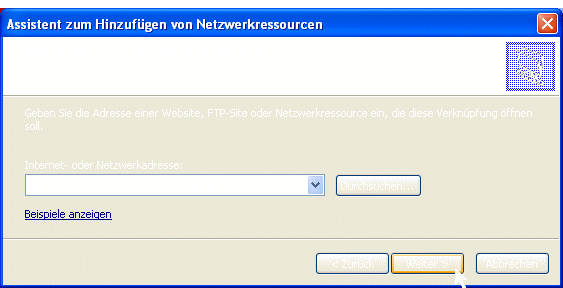 Assistent zum Hinzufügen von Netzwerkressourcen
Geben Sie die Adresse einer Website, FTP-Site oder Netzwerkressource ein, die diese Verknüpfung öffnen
soll.
Internet- oder Netzwerkadresse:
Durchsuchen...
Beispiele anzeigen
< Zurück
Weiter >
Abbrechen